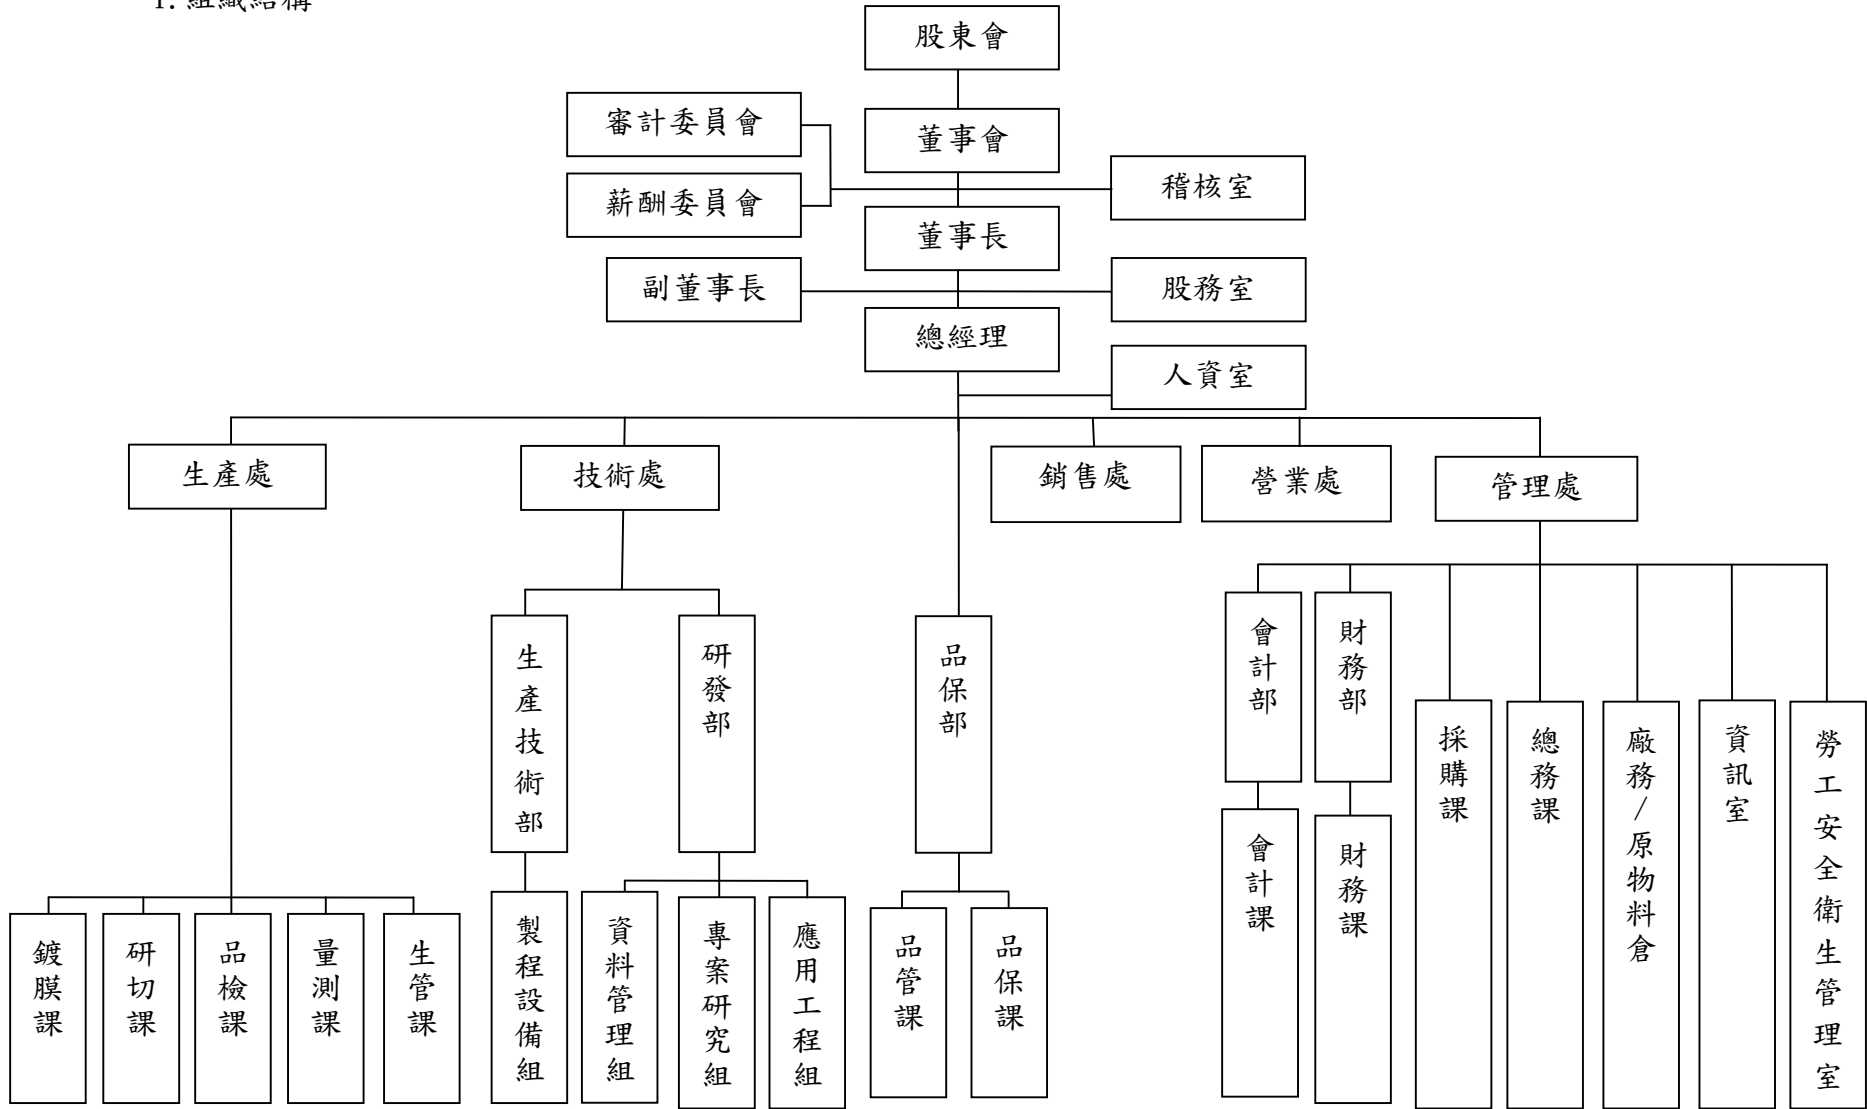 1. 組織結構
股東會
審計委員會
董事會
稽核室
薪酬委員會
董事長
副董事長
股務室
總經理
人資室
生產處
技術處
銷售處
營業處
管理處
生產技術部
研發部
品保部
會計部
財務部
採購課
總務課
廠務/原物料倉
資訊室
勞工安全衛生管理室
會計課
財務課
鍍膜課
研切課
品檢課
量測課
生管課
製程設備組
資料管理組
專案研究組
應用工程組
品管課
品保課